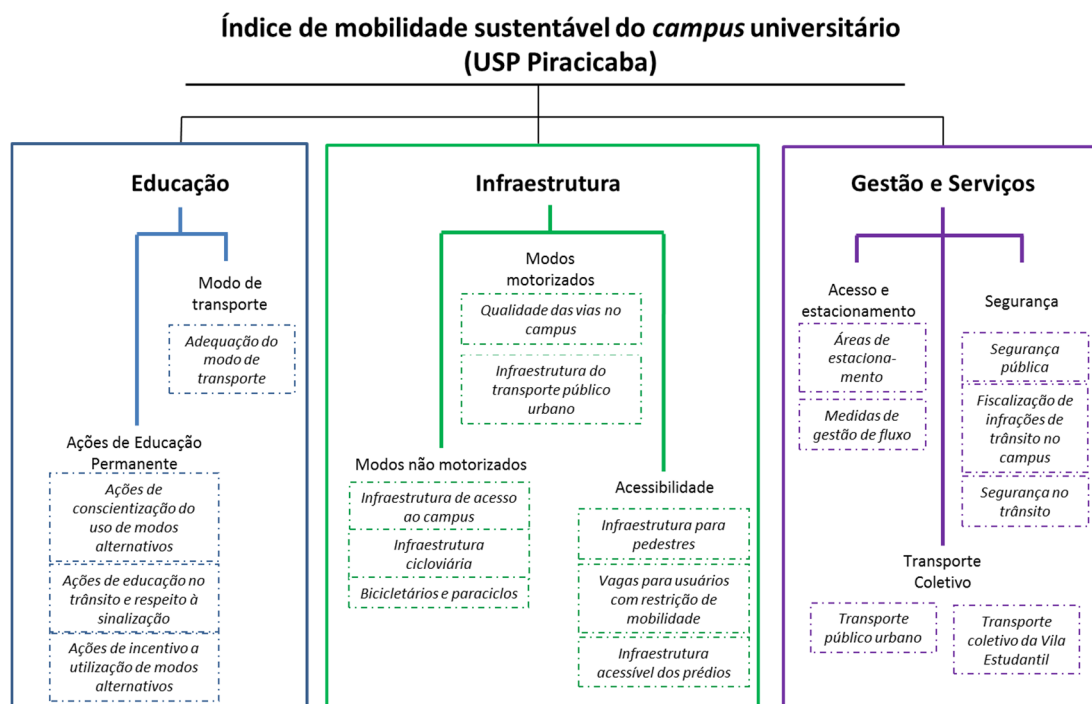 Índice de mobilidade sustentável do campus universitário
(USP Piracicaba)
Educação
Modo de
transporte
Adequação do
modo de
transporte
Ações de Educação
Permanente
Ações de
conscientização do
uso de modos
alternativos
Ações de educação no
trânsito e respeito à
sinalização
Ações de incentivo a
utilização de modos
alternativos
Infraestrutura
Modos
motorizados
Qualidade das vias no
campus
Infraestrutura do
transporte público
urbano
Modos não motorizados
Infraestrutura de acesso
ao campus
Infraestrutura
cicloviária
Bicicletários e paraciclos
Acessibilidade
Infraestrutura para
pedestres
Vagas para usuários
com restrição de
mobilidade
Infraestrutura
acessível dos prédios
Gestão e Serviços
Acesso e
estacionamento
Áreas de
estaciona-
mento
Medidas de
gestão de fluxo
Segurança
Segurança
pública
Fiscalização de
infrações de
trânsito no
campus
Segurança no
trânsito
Transporte
Coletivo
Transporte
público urbano
Transporte
coletivo da Vila
Estudantil